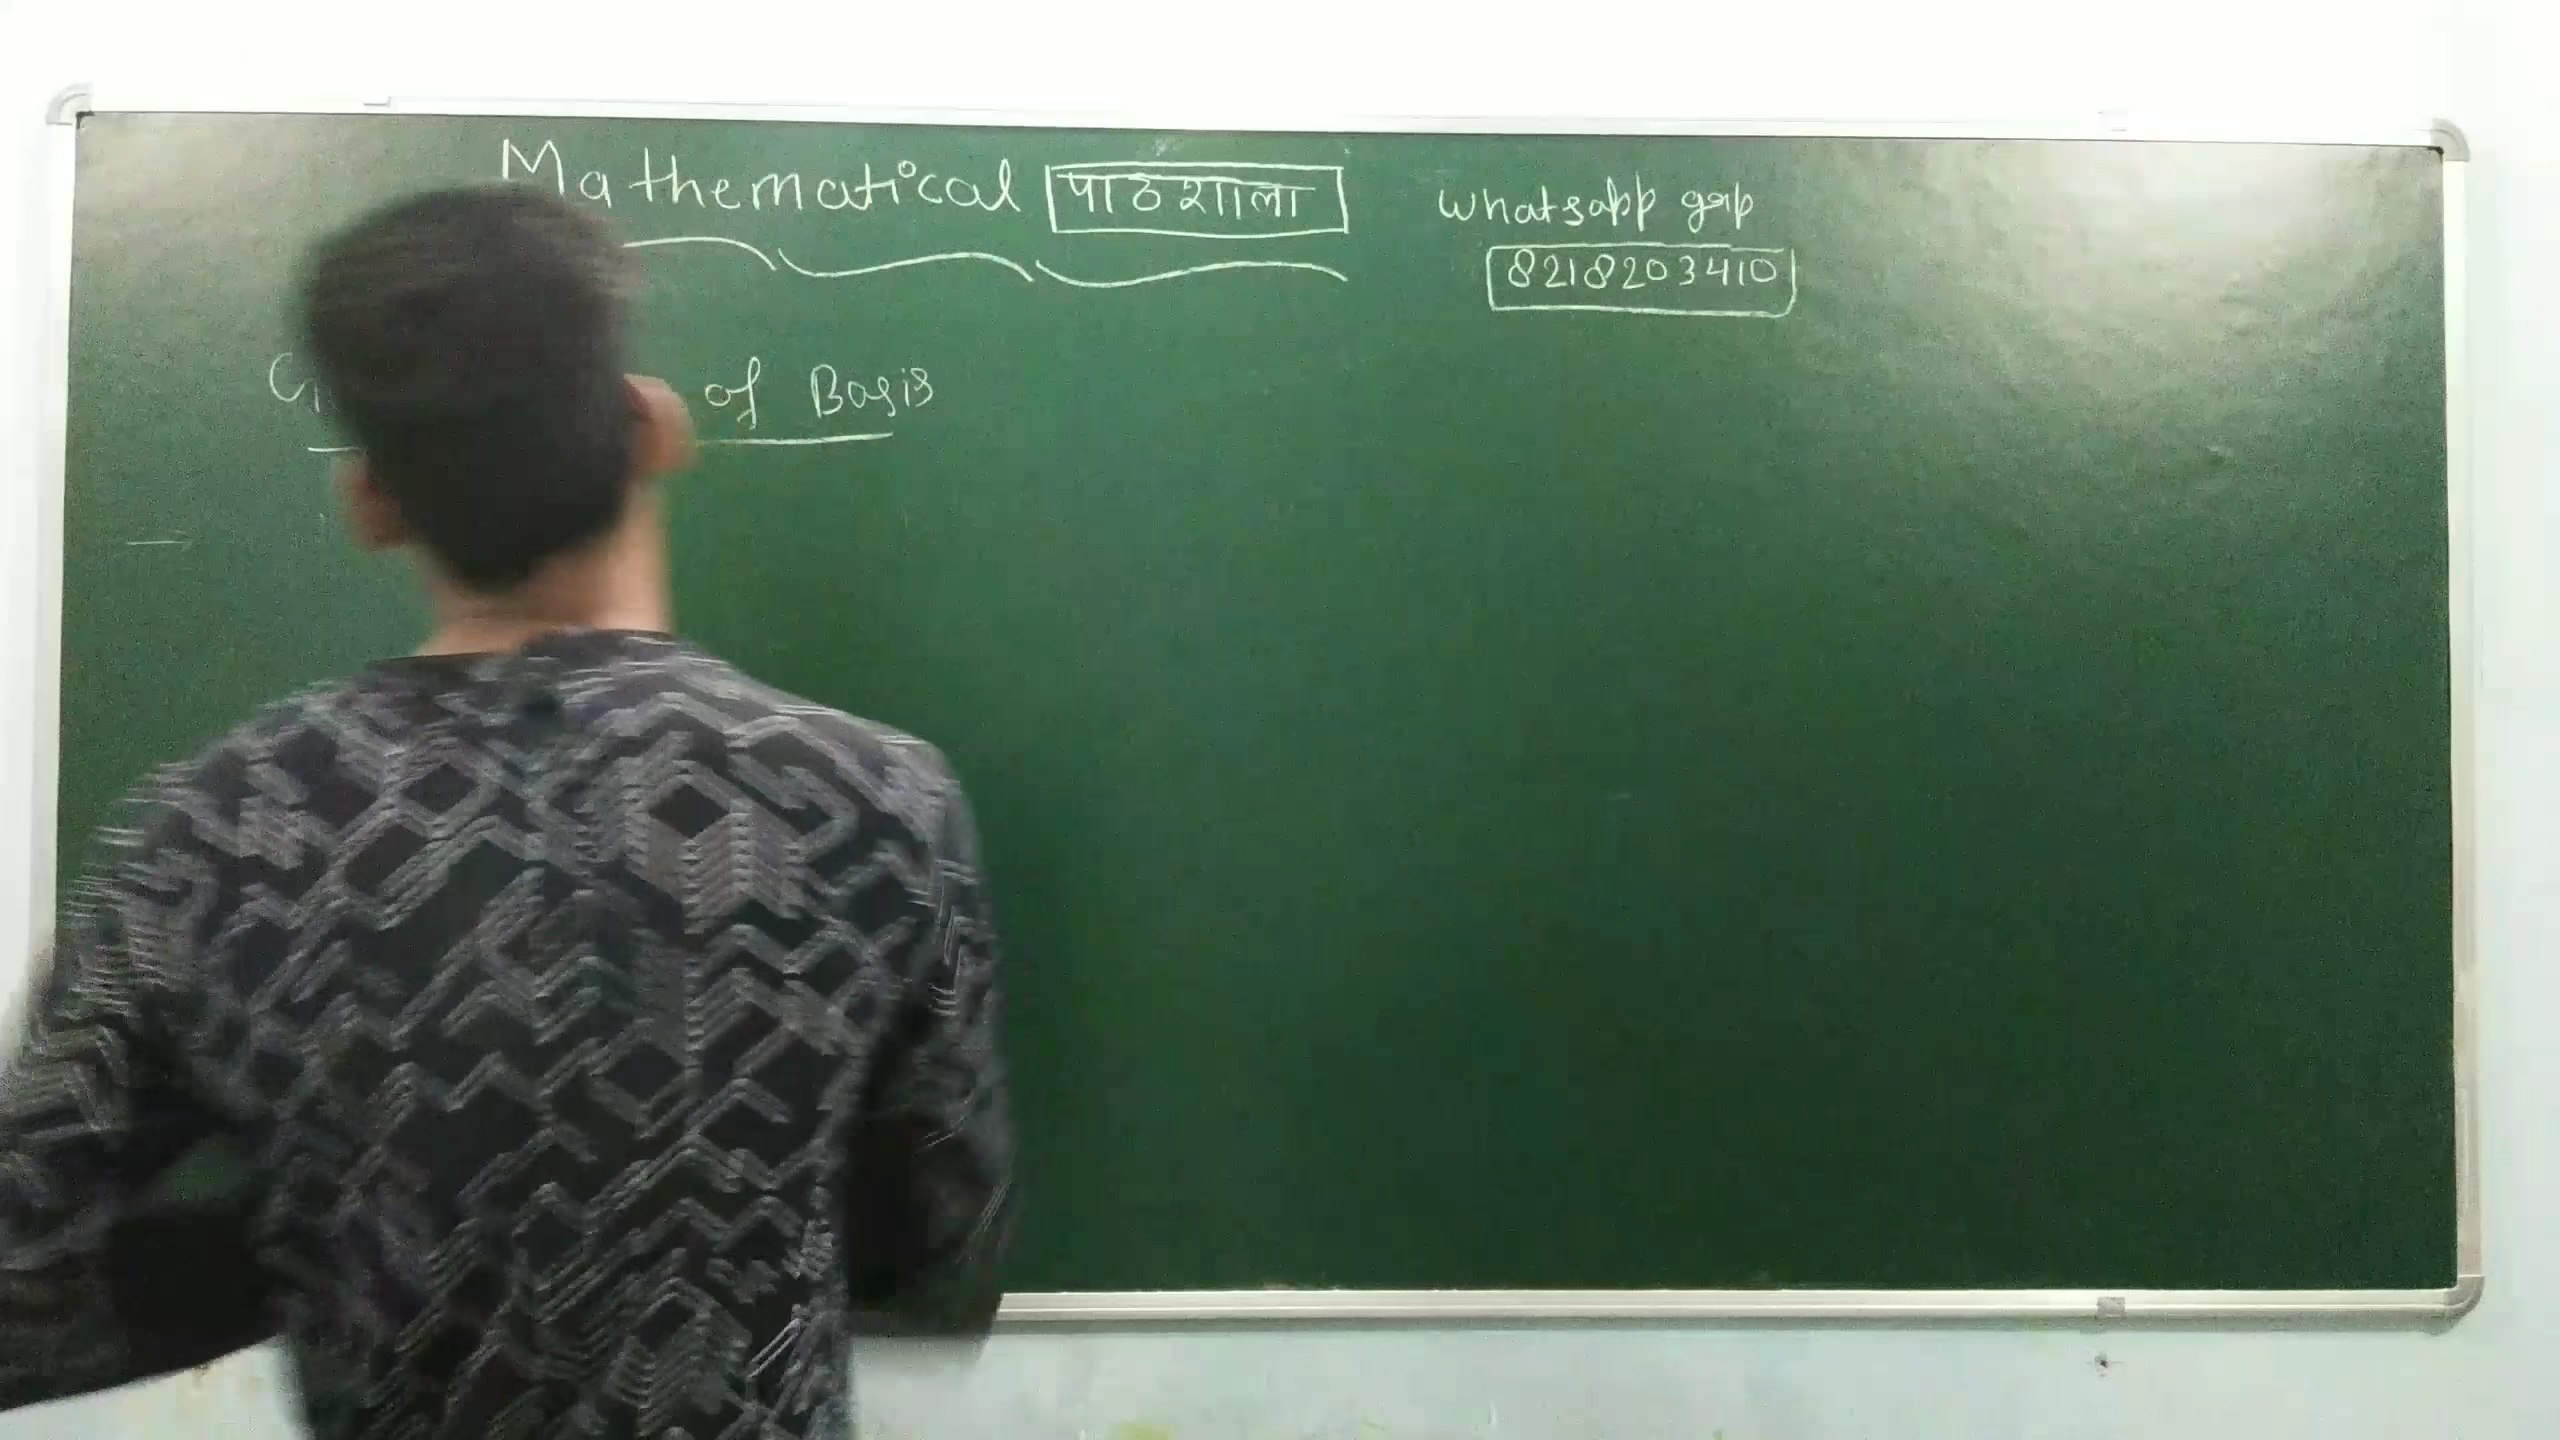 Mathematical पाठशाला
Whatsapp grp
8218203410
of Basis